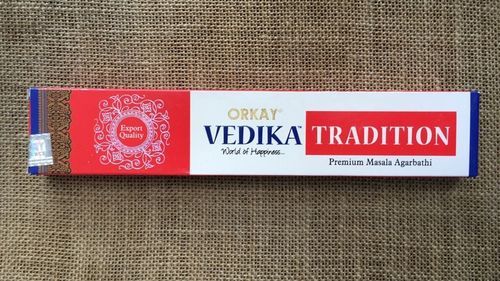 Export
Quality
ORKAY®
VEDIKA
World of Happiness...
TRADITION
Premium Masala Agarbathi